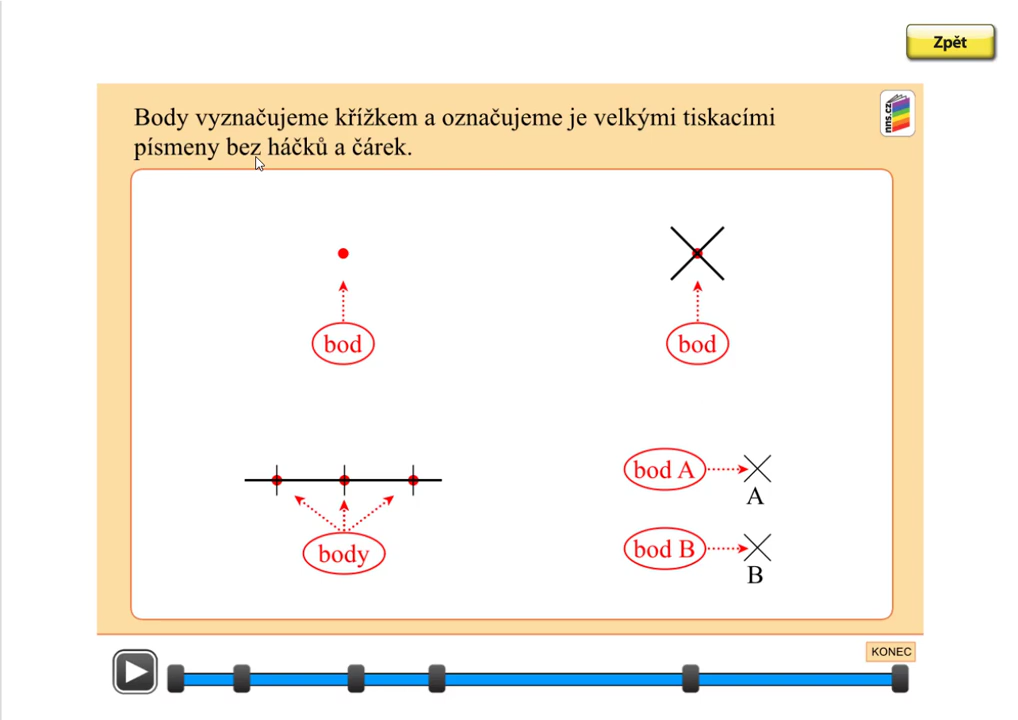 Zpět
Body vyznačujeme křížkem a označujeme je velkými tiskacími
písmeny bez háčků a čárek.
nns.cz
bod
bod
body
bod A
A
bod B
B
KONEC